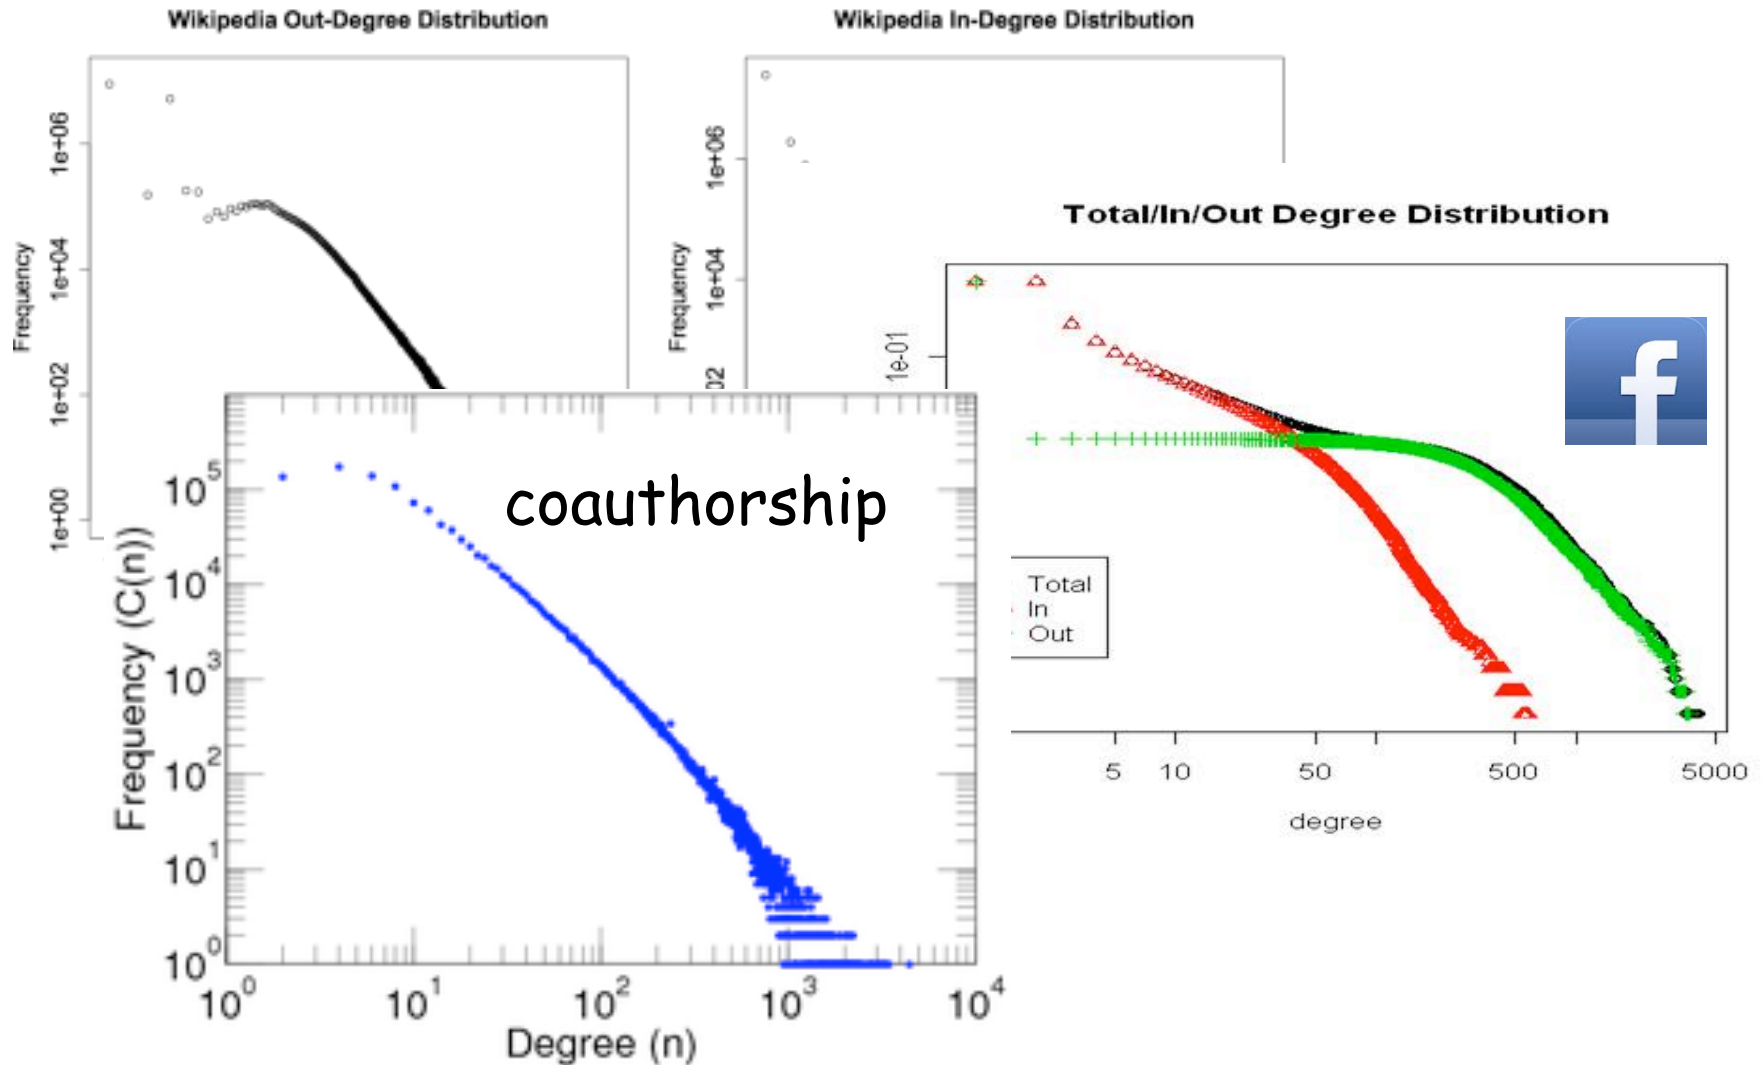 Wikipedia Out-Degree Distribution
Wikipedia In-Degree Distribution
Frequency
1e+06
1e+04
1e+02
1e+00
Frequency
1e+06
1e+04
02
Total/In/Out Degree Distribution
1e-01
f
Total
In
Out
5 10 50 500 5000
degree
coauthorship
Frequency (C(n))
10^5
10^4
10^3
10^2
10^1
10^0
10^0 10^1 10^2 10^3 10^4
Degree (n)